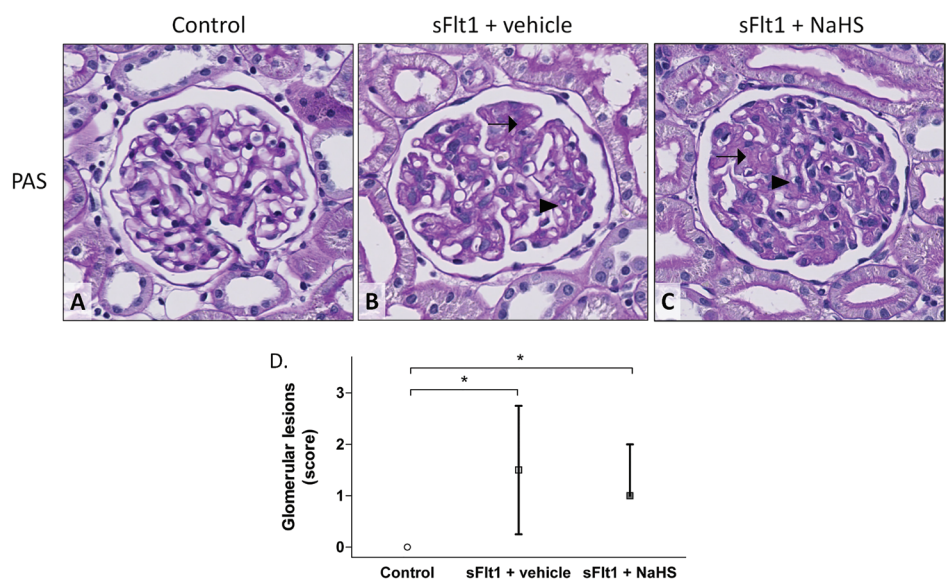 Control
sFlt1 + vehicle
sFlt1 + NaHS
PAS
A
B
C
D.
*
*
Glomerular lesions
(score)
3
2
1
0
Control
sFlt1 + vehicle
sFlt1 + NaHS